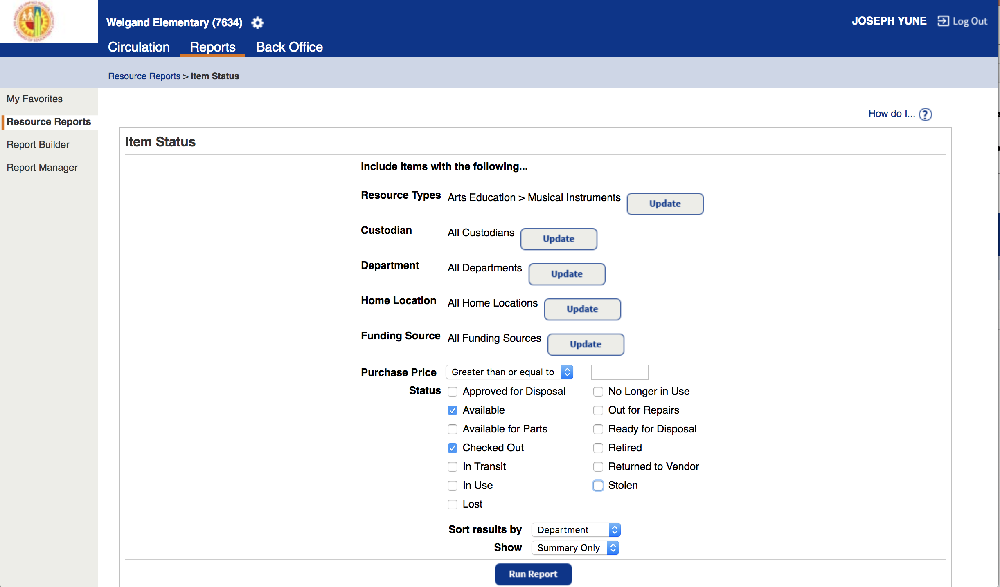 Weigand Elementary (7634)
JOSEPH YUNE Log Out
Circulation Reports Back Office
Resource Reports > Item Status
My Favorites
Resource Reports
Report Builder
Report Manager
How do I... ?
Item Status
Include items with the following...
Resource Types Arts Education > Musical Instruments Update
Custodian All Custodians Update
Department All Departments Update
Home Location All Home Locations Update
Funding Source All Funding Sources Update
Purchase Price Greater than or equal to
Status Approved for Disposal No Longer in Use
Available Out for Repairs
Available for Parts Ready for Disposal
Checked Out Retired
In Transit Returned to Vendor
In Use Stolen
Lost
Sort results by Department
Show Summary Only
Run Report